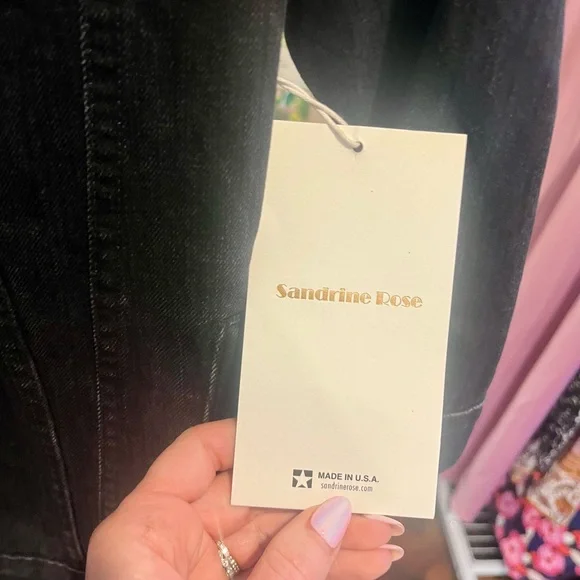 Sandrine Rose
MADE IN U.S.A.
sandrinerose.com